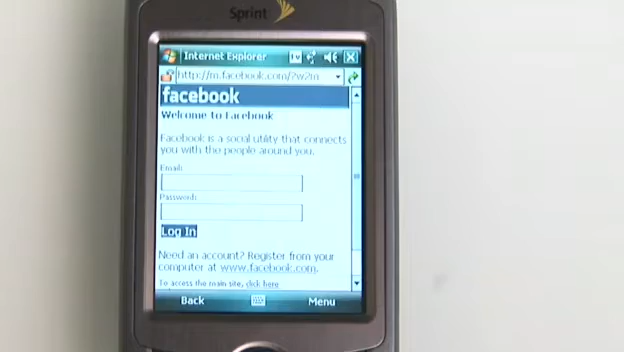 Sprint
Internet Explorer
http://m.facebook.com/?w2m
facebook
Welcome to Facebook
Facebook is a social utility that connects
you with the people around you.
Email:
Password:
Log In
Need an account? Register from your
computer at www.facebook.com.
To access the main site, click here
Back Menu